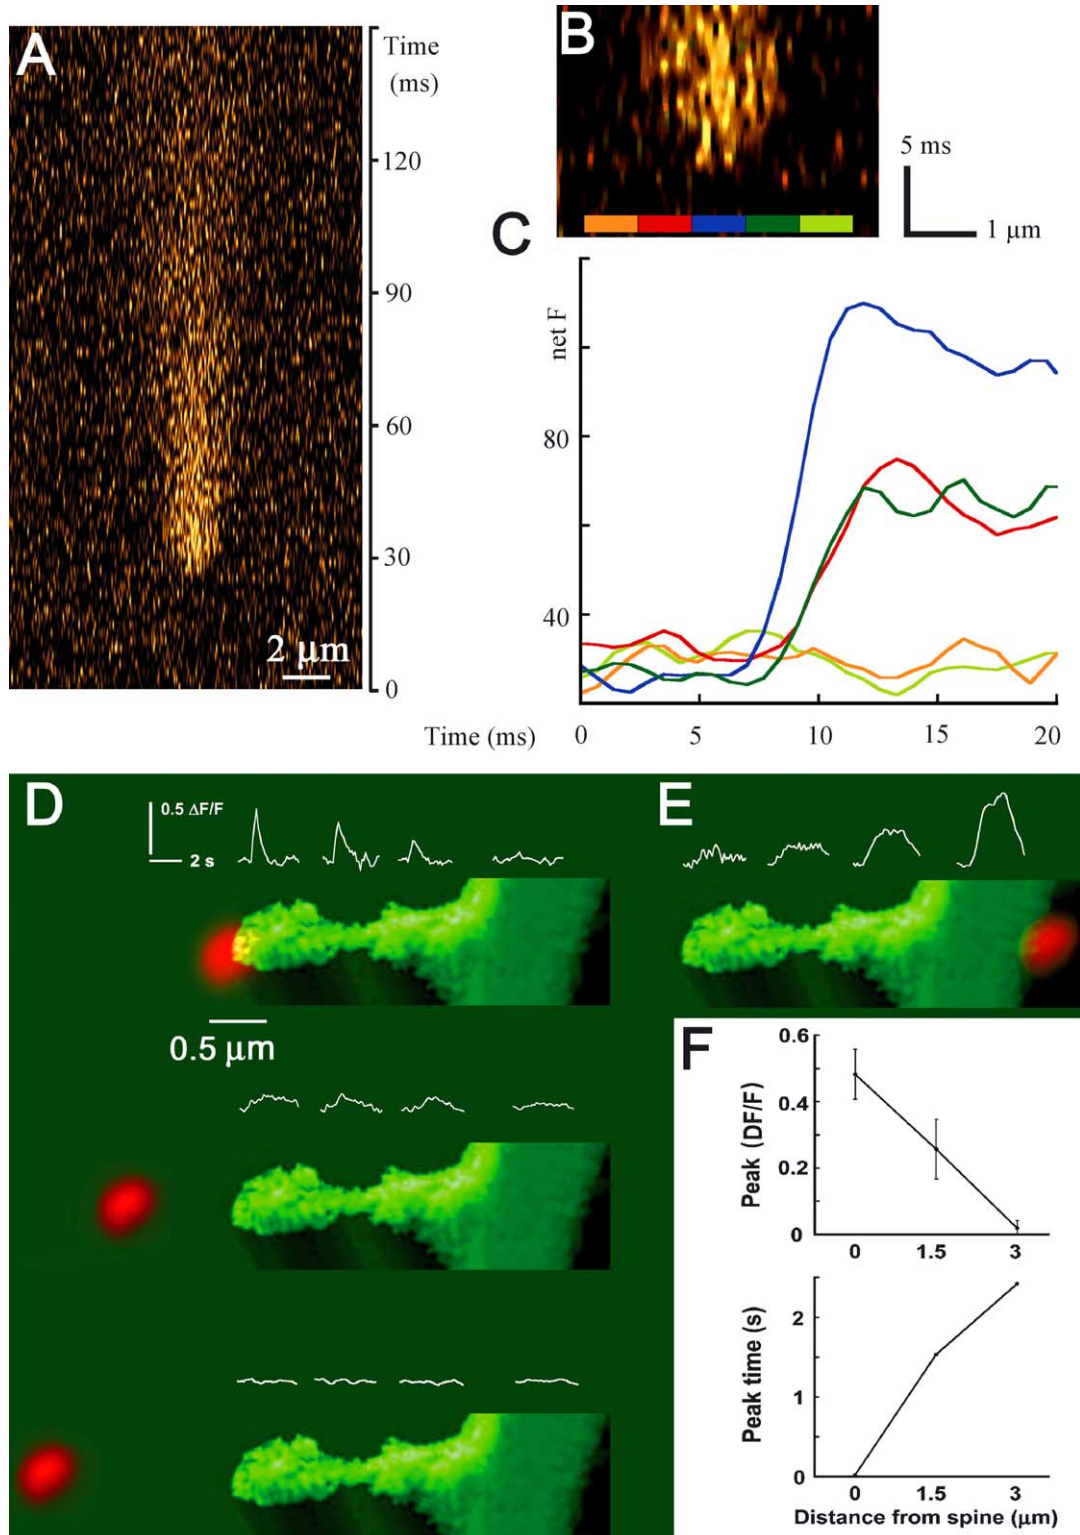 A
Time
(ms)
120
90
60
30
0
2 µm
B
5 ms
1 µm
C
net F
80
40
Time (ms)
0
5
10
15
20
D
0.5 ΔF/F
2 s
0.5 µm
E
F
Peak (DF/F)
0.6
0.4
0.2
0
0
1.5
3
Peak time (s)
2
1
0
0
1.5
3
Distance from spine (µm)